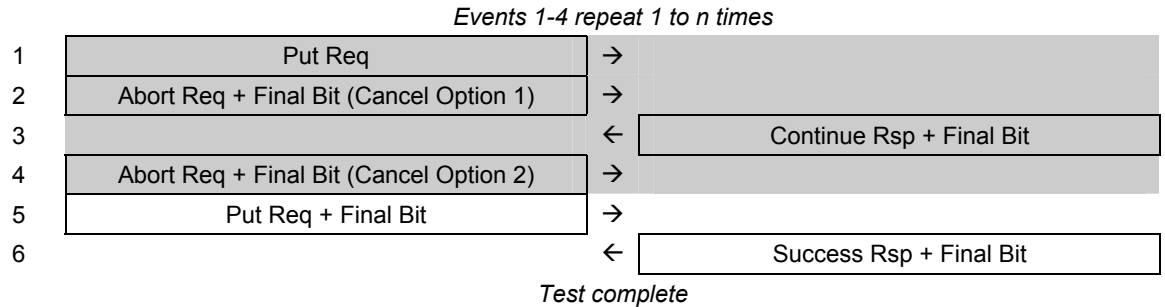 Events 1-4 repeat 1 to n times
1 Put Req →
2 Abort Req + Final Bit (Cancel Option 1) →
3 ← Continue Rsp + Final Bit
4 Abort Req + Final Bit (Cancel Option 2) →
5 Put Req + Final Bit →
6 ← Success Rsp + Final Bit
Test complete